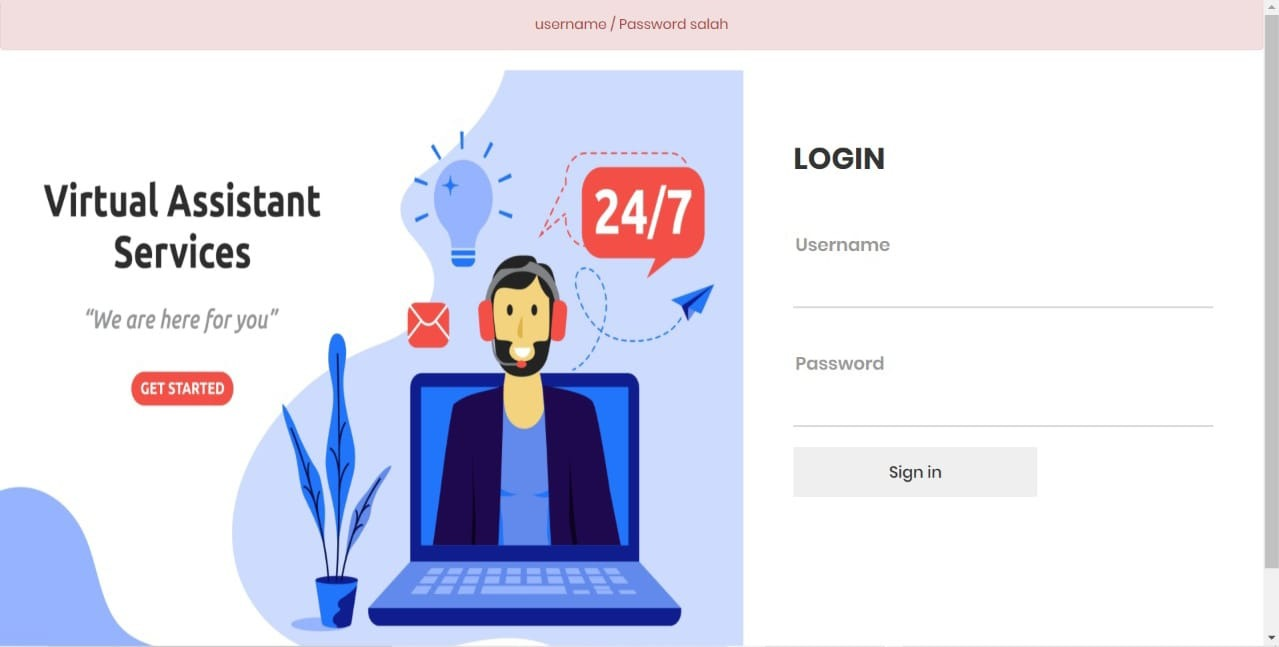 username / Password salah
Virtual Assistant
Services
“We are here for you”
GET STARTED
24/7
LOGIN
Username
Password
Sign in